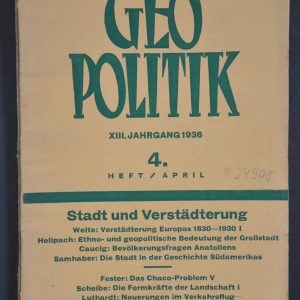 GEO
POLITIK
XIII. JAHRGANG 1936
4.
HEFT / APRIL
Stadt und Verstädterung
Welte: Verstädterung Europas 1830—1930 I
Hellpach: Ethno- und geopolitische Bedeutung der Großstadt
Caucig: Bevölkerungsfragen Anatoliens
Samhaber: Die Stadt in der Geschichte Südamerikas
Fester: Das Chaco-Problem V
Scheibe: Die Formkräfte der Landschaft I
Luthardt: Neuerungen im Verkehrsflug-